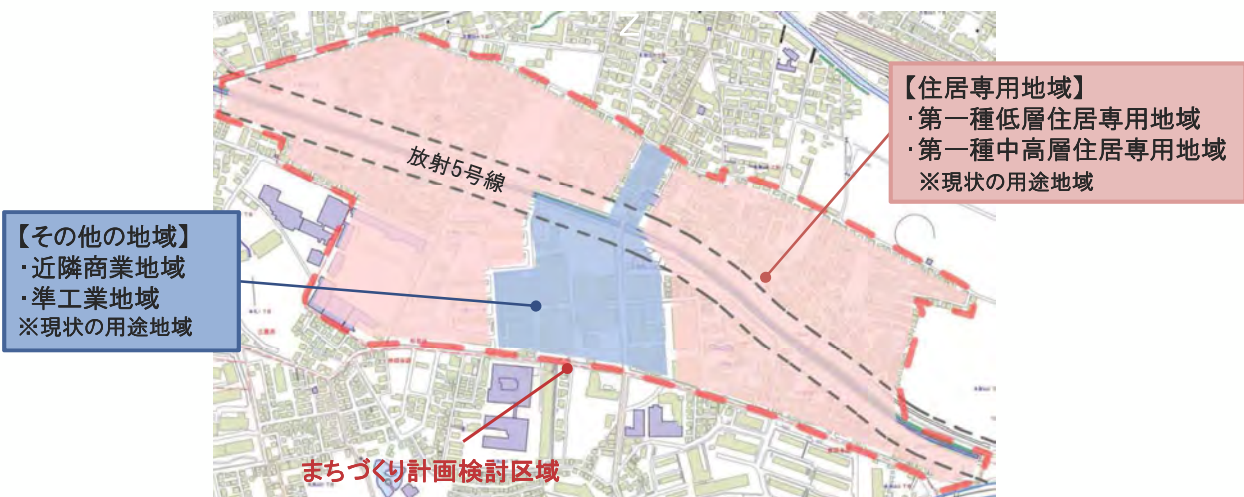 【住居専用地域】
・第一種低層住居専用地域
・第一種中高層住居専用地域
※現状の用途地域
放射5号線
【その他の地域】
・近隣商業地域
・準工業地域
※現状の用途地域
まちづくり計画検討区域